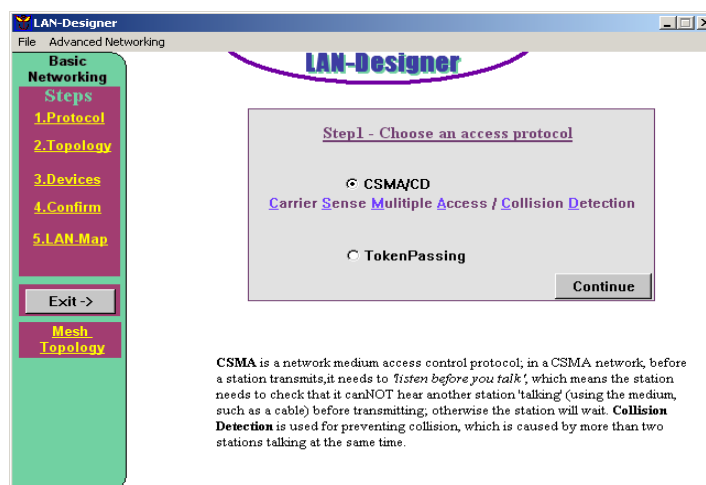 LAN-Designer
File Advanced Networking
Basic
Networking
Steps
1.Protocol
2.Topology
3.Devices
4.Confirm
5.LAN-Map
Exit ->
Mesh
Topology
LAN-Designer
Step1 - Choose an access protocol
CSMA/CD
Carrier Sense Mulitiple Access / Collision Detection
TokenPassing
Continue
CSMA is a network medium access control protocol; in a CSMA network, before
a station transmits,it needs to 'listen before you talk', which means the station
needs to check that it canNOT hear another station 'talking' (using the medium,
such as a cable) before transmitting; otherwise the station will wait. Collision
Detection is used for preventing collision, which is caused by more than two
stations talking at the same time.